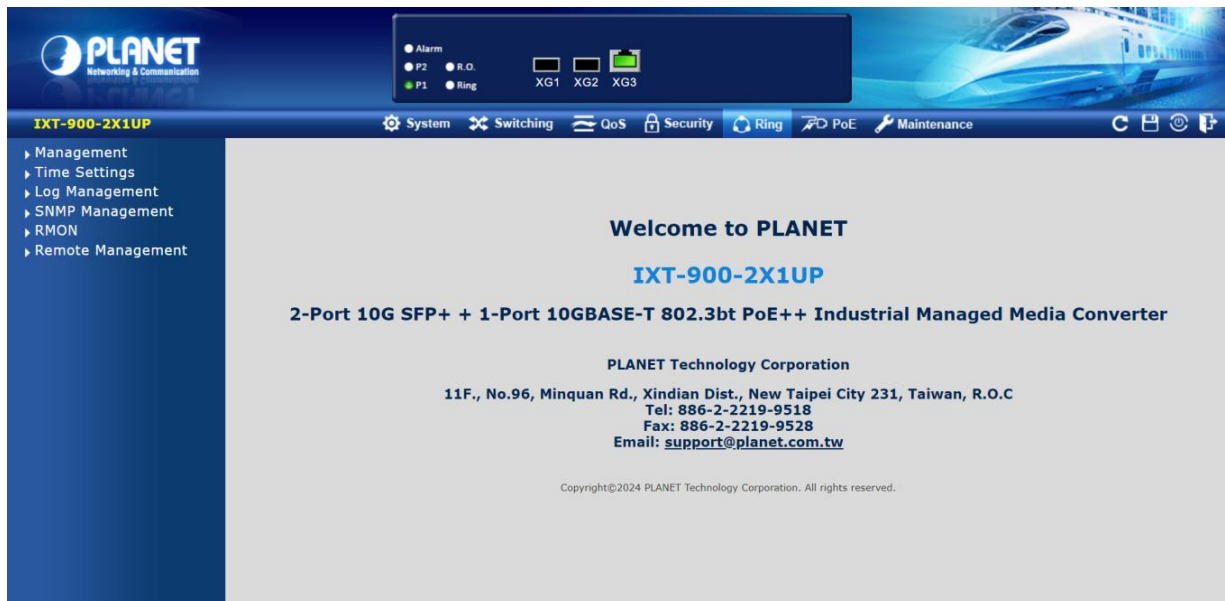 PLANET
Networking & Communication
Alarm
P2 R.O.
P1 Ring
XG1 XG2 XG3
IXT-900-2X1UP
System Switching QoS Security Ring PoE Maintenance
Management
Time Settings
Log Management
SNMP Management
RMON
Remote Management
Welcome to PLANET
IXT-900-2X1UP
2-Port 10G SFP+ + 1-Port 10GBASE-T 802.3bt PoE++ Industrial Managed Media Converter
PLANET Technology Corporation
11F., No.96, Minquan Rd., Xindian Dist., New Taipei City 231, Taiwan, R.O.C
Tel: 886-2-2219-9518
Fax: 886-2-2219-9528
Email: support@planet.com.tw
Copyright©2024 PLANET Technology Corporation. All rights reserved.